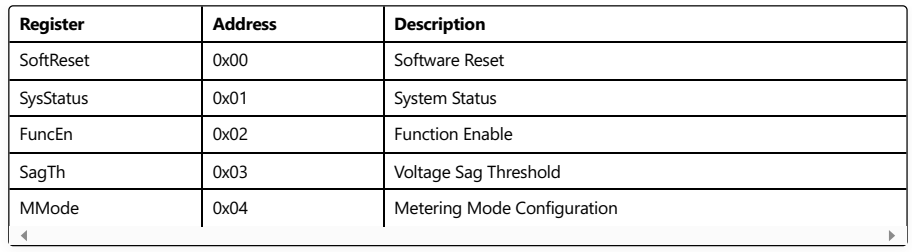 Register Address Description
SoftReset 0x00 Software Reset
SysStatus 0x01 System Status
FuncEn 0x02 Function Enable
SagTh 0x03 Voltage Sag Threshold
MMode 0x04 Metering Mode Configuration